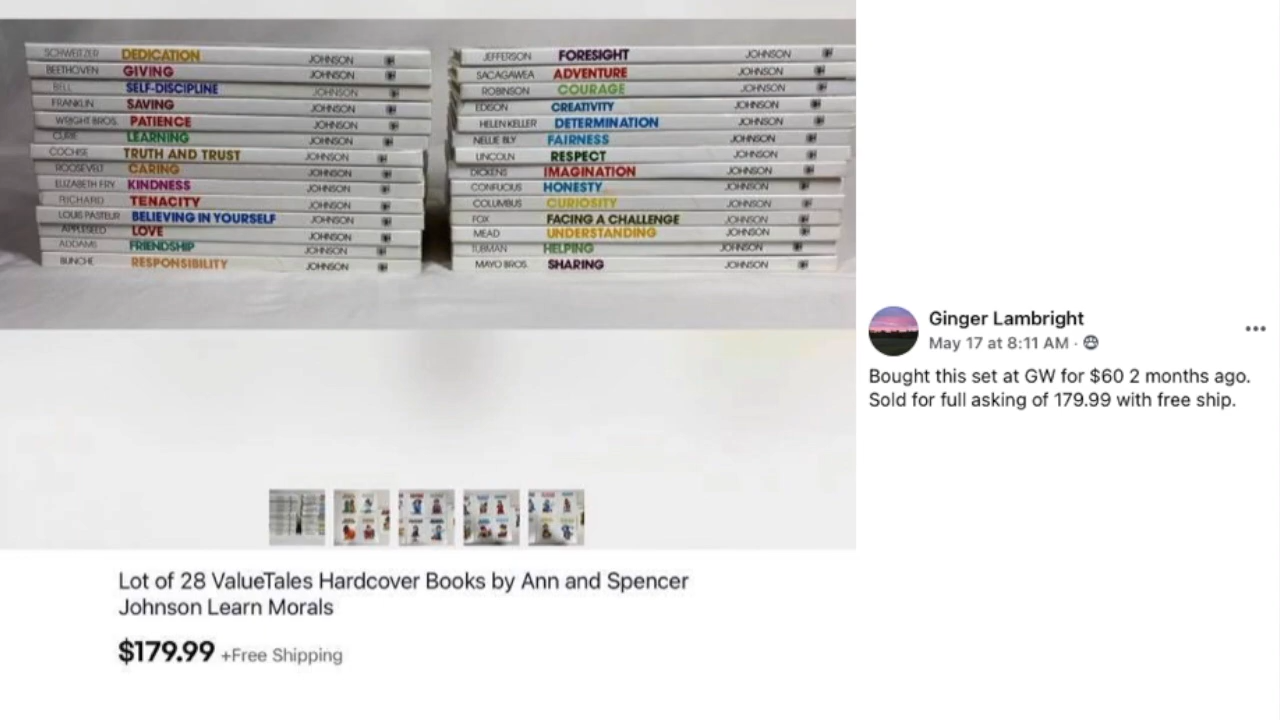 SCHWEITZER DEDICATION JOHNSON
BEETHOVEN GIVING JOHNSON
BELL SELF-DISCIPLINE JOHNSON
FRANKLIN SAVING JOHNSON
WRIGHT BROS. PATIENCE JOHNSON
CURIE LEARNING JOHNSON
COCHISE TRUTH AND TRUST JOHNSON
ROOSEVELT CARING JOHNSON
ELIZABETH FRY KINDNESS JOHNSON
RICHARD TENACITY JOHNSON
LOUIS PASTEUR BELIEVING IN YOURSELF JOHNSON
APPLESEED LOVE JOHNSON
ADDAMS FRIENDSHIP JOHNSON
BUNCHE RESPONSIBILITY JOHNSON
JEFFERSON FORESIGHT JOHNSON
SACAGAWEA ADVENTURE JOHNSON
ROBINSON COURAGE JOHNSON
EDISON CREATIVITY JOHNSON
HELEN KELLER DETERMINATION JOHNSON
NELLIE BLY FAIRNESS JOHNSON
LINCOLN RESPECT JOHNSON
DICKENS IMAGINATION JOHNSON
CONFUCIUS HONESTY JOHNSON
COLUMBUS CURIOSITY JOHNSON
FOX FACING A CHALLENGE JOHNSON
MEAD UNDERSTANDING JOHNSON
TUBMAN HELPING JOHNSON
MAYO BROS. SHARING JOHNSON
Lot of 28 ValueTales Hardcover Books by Ann and Spencer
Johnson Learn Morals
$179.99 +Free Shipping
Ginger Lambright
May 17 at 8:11 AM ·
Bought this set at GW for $60 2 months ago.
Sold for full asking of 179.99 with free ship.